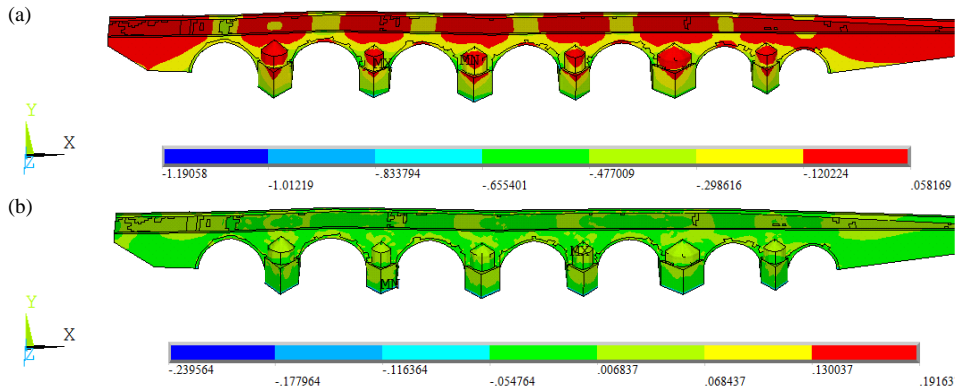 (a)
MX
MN
Y
X
Z
-1.19058 -1.01219 -.833794 -.655401 -.477009 -.298616 -.120224 .058169
(b)
MX
MN
Y
X
Z
-.239564 -.177964 -.116364 -.054764 .006837 .068437 .130037 .19163